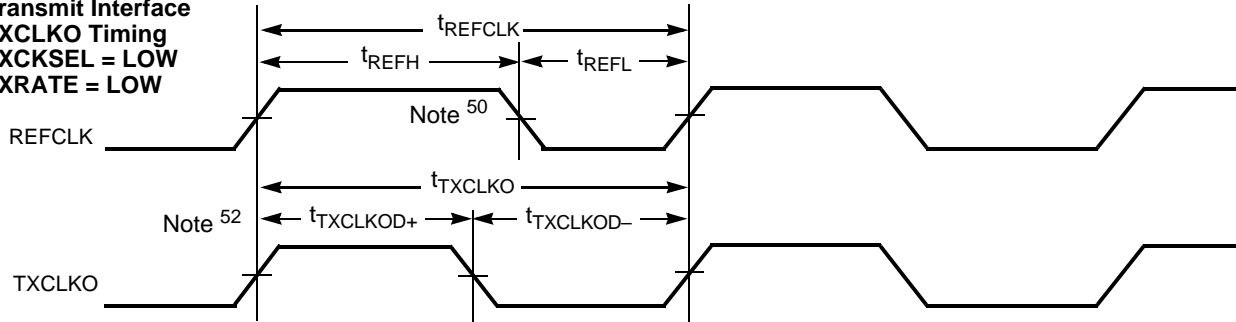 ransmit Interface
XCLKO Timing
XCKSEL = LOW
XRATE = LOW
tREFCLK
tREFH
tREFL
Note 50
REFCLK
tTXCLKO
Note 52
tTXCLKOD+
tTXCLKOD–
TXCLKO